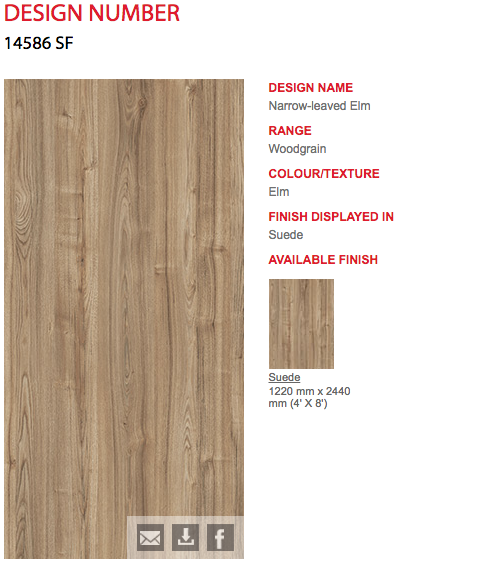 DESIGN NUMBER
14586 SF
DESIGN NAME
Narrow-leaved Elm
RANGE
Woodgrain
COLOUR/TEXTURE
Elm
FINISH DISPLAYED IN
Suede
AVAILABLE FINISH
Suede
1220 mm x 2440
mm (4' X 8')